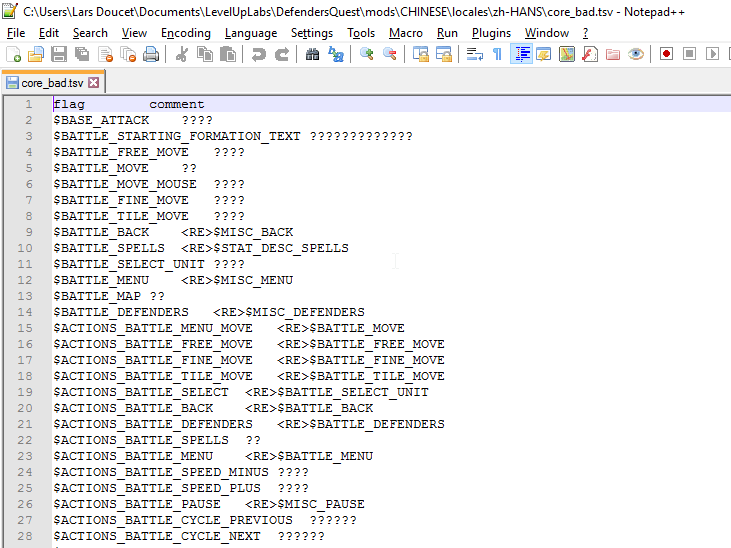 C:\Users\Lars Doucet\Documents\LevelUpLabs\DefendersQuest\mods\CHINESE\locales\zh-HANS\core_bad.tsv - Notepad++
File Edit Search View Encoding Language Settings Tools Macro Run Plugins Window ?
core_bad.tsv
1 flag comment
2 $BASE_ATTACK ????
3 $BATTLE_STARTING_FORMATION_TEXT ?????????????
4 $BATTLE_FREE_MOVE ????
5 $BATTLE_MOVE ??
6 $BATTLE_MOVE_MOUSE ????
7 $BATTLE_FINE_MOVE ????
8 $BATTLE_TILE_MOVE ????
9 $BATTLE_BACK <RE>$MISC_BACK
10 $BATTLE_SPELLS <RE>$STAT_DESC_SPELLS
11 $BATTLE_SELECT_UNIT ????
12 $BATTLE_MENU <RE>$MISC_MENU
13 $BATTLE_MAP ??
14 $BATTLE_DEFENDERS <RE>$MISC_DEFENDERS
15 $ACTIONS_BATTLE_MENU_MOVE <RE>$BATTLE_MOVE
16 $ACTIONS_BATTLE_FREE_MOVE <RE>$BATTLE_FREE_MOVE
17 $ACTIONS_BATTLE_FINE_MOVE <RE>$BATTLE_FINE_MOVE
18 $ACTIONS_BATTLE_TILE_MOVE <RE>$BATTLE_TILE_MOVE
19 $ACTIONS_BATTLE_SELECT <RE>$BATTLE_SELECT_UNIT
20 $ACTIONS_BATTLE_BACK <RE>$BATTLE_BACK
21 $ACTIONS_BATTLE_DEFENDERS <RE>$BATTLE_DEFENDERS
22 $ACTIONS_BATTLE_SPELLS ??
23 $ACTIONS_BATTLE_MENU <RE>$BATTLE_MENU
24 $ACTIONS_BATTLE_SPEED_MINUS ????
25 $ACTIONS_BATTLE_SPEED_PLUS ????
26 $ACTIONS_BATTLE_PAUSE <RE>$MISC_PAUSE
27 $ACTIONS_BATTLE_CYCLE_PREVIOUS ??????
28 $ACTIONS_BATTLE_CYCLE_NEXT ??????